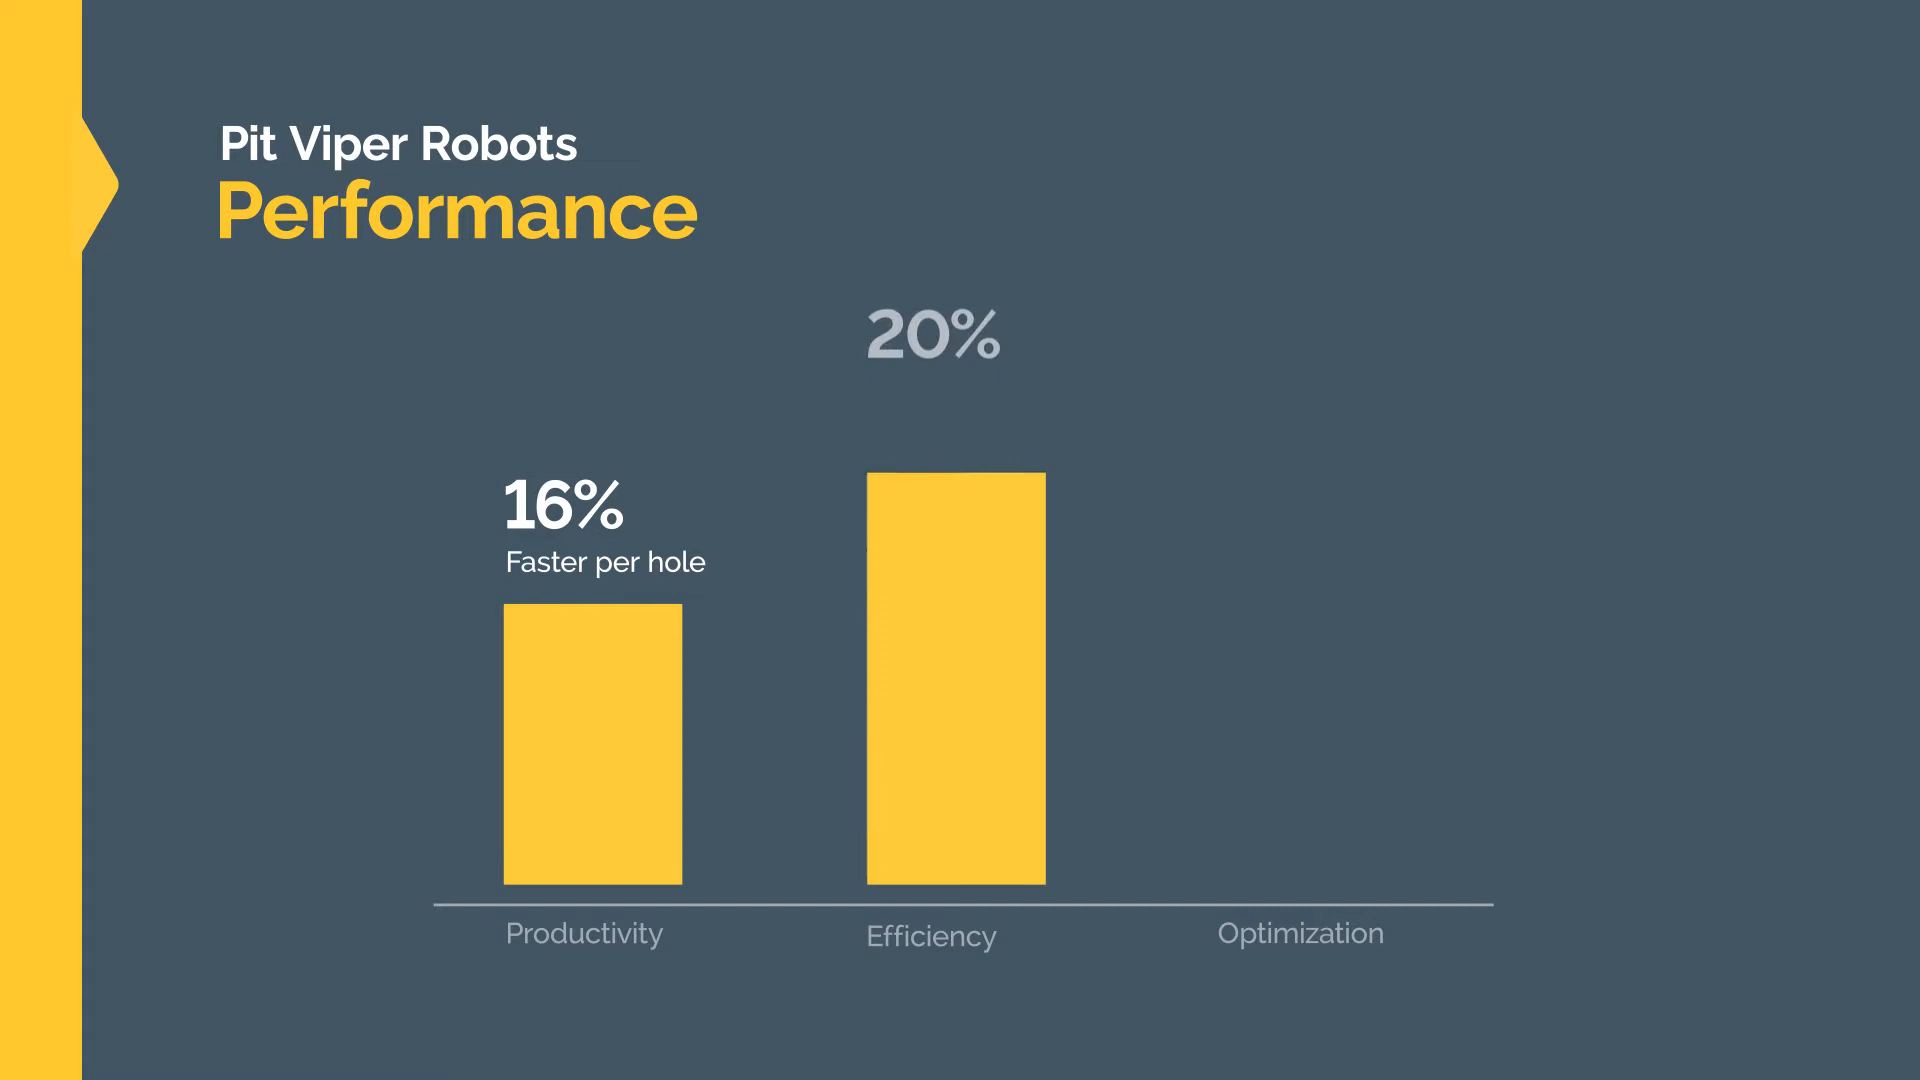 Pit Viper Robots
Performance
20%
16%
Faster per hole
Productivity
Efficiency
Optimization